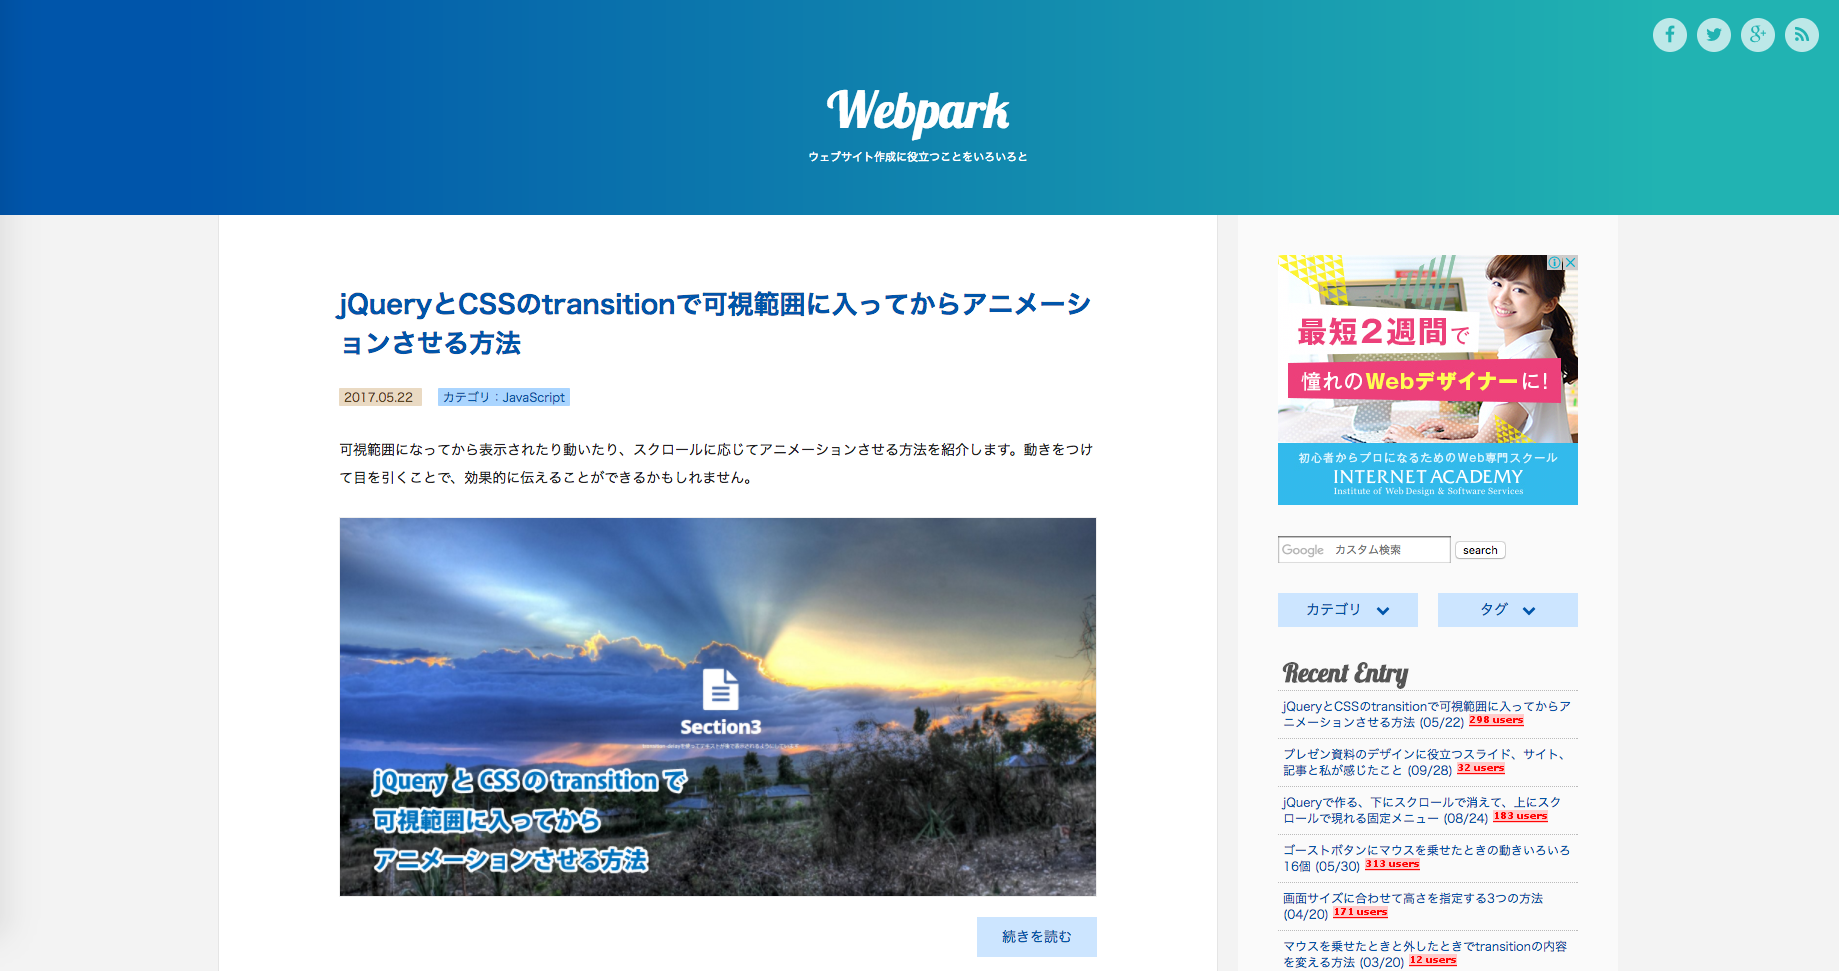 Webpark
ウェブサイト作成に役立つことをいろいろと
jQueryとCSSのtransitionで可視範囲に入ってからアニメーシ
ョンさせる方法
2017.05.22 カテゴリ：JavaScript
可視範囲になってから表示されたり動いたり、スクロールに応じてアニメーションさせる方法を紹介します。動きをつけ
て目を引くことで、効果的に伝えることができるかもしれません。
Section3
jQuery と CSS の transition で
可視範囲に入ってから
アニメーションさせる方法
続きを読む
最短2週間で
憧れのWebデザイナーに!
初心者からプロになるためのWeb専門スクール
INTERNET ACADEMY
Institute of Web Design & Software Services
Google カスタム検索 search
カテゴリ タグ
Recent Entry
jQueryとCSSのtransitionで可視範囲に入ってからア
ニメーションさせる方法 (05/22) 298 users
プレゼン資料のデザインに役立つスライド、サイト、
記事と私が感じたこと (09/28) 32 users
jQueryで作る、下にスクロールで消えて、上にスク
ロールで現れる固定メニュー (08/24) 183 users
ゴーストボタンにマウスを乗せたときの動きいろいろ
16個 (05/30) 313 users
画面サイズに合わせて高さを指定する3つの方法
(04/20) 171 users
マウスを乗せたときと外したときでtransitionの内容
を変える方法 (03/20) 12 users